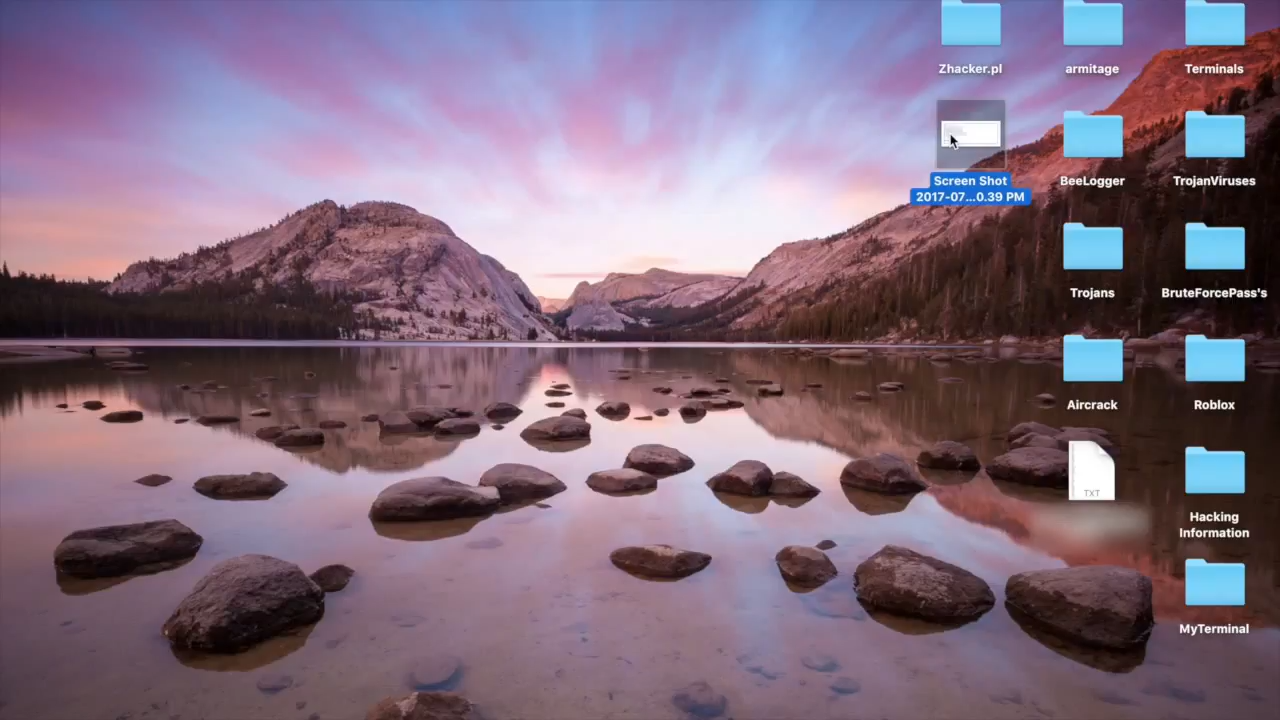 Zhacker.pl
armitage
Terminals
Screen Shot
2017-07...0.39 PM
BeeLogger
TrojanViruses
Trojans
BruteForcePass's
Aircrack
Roblox
TXT
Hacking
Information
MyTerminal